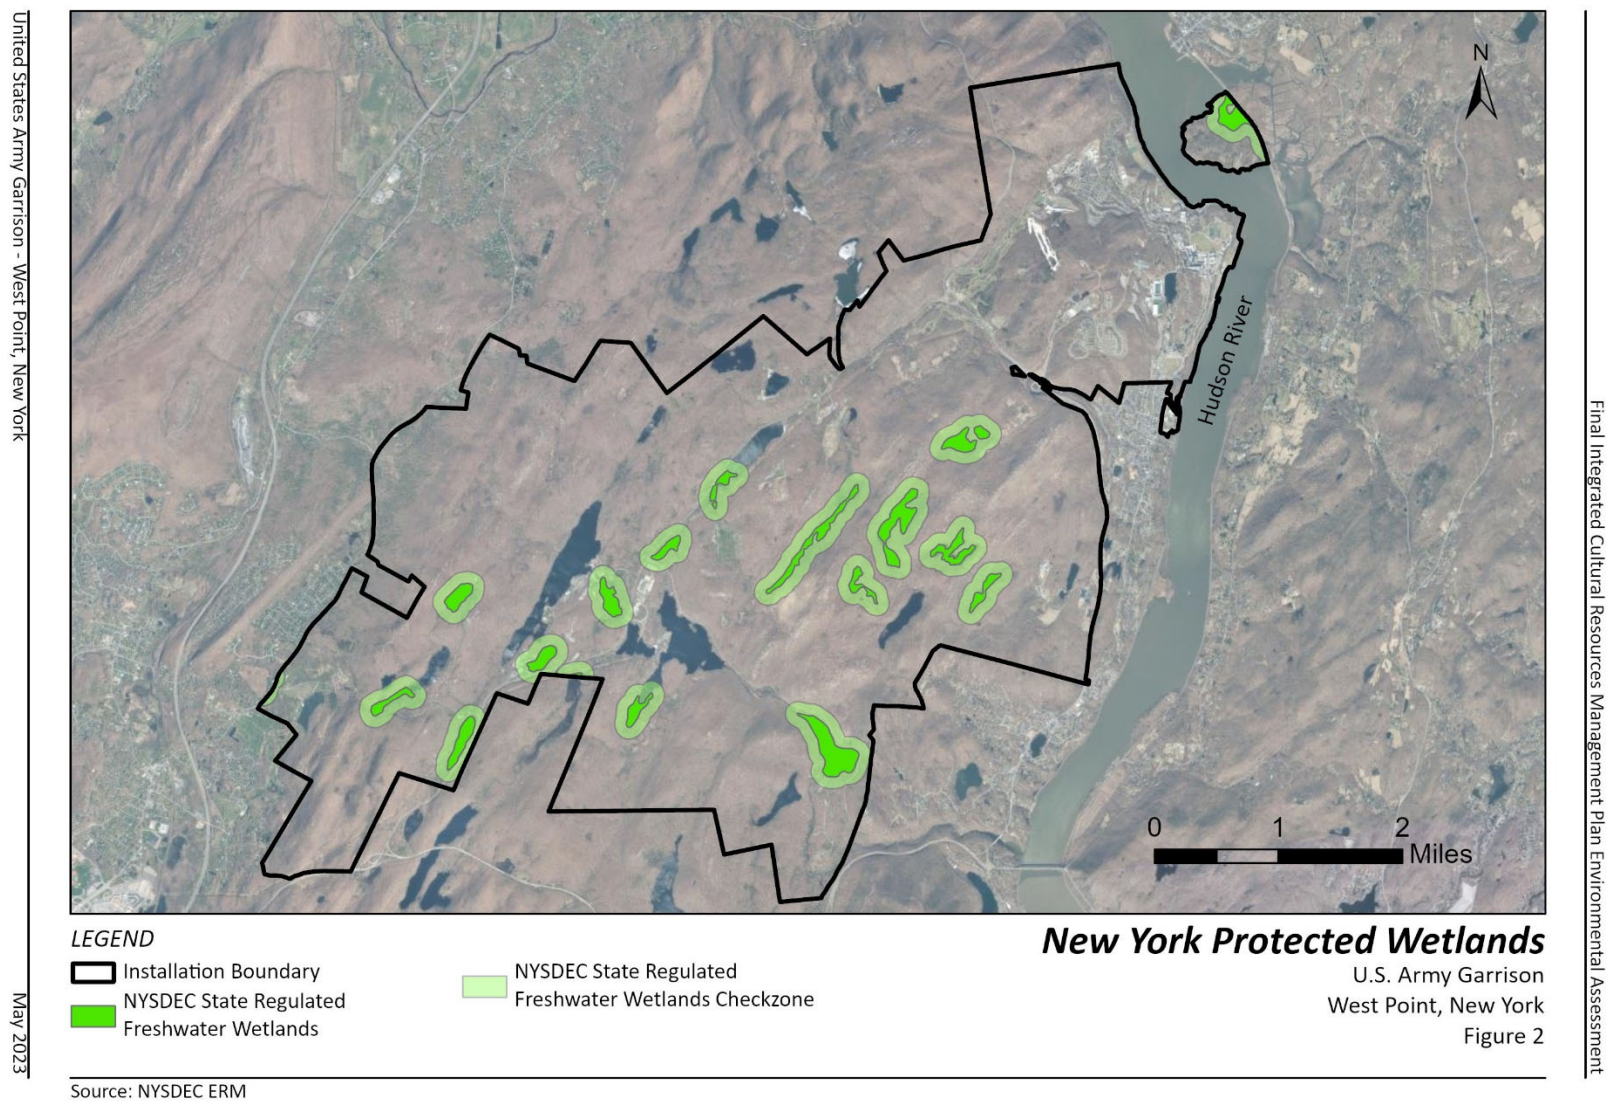 United States Army Garrison - West Point, New York
May 2023
Final Integrated Cultural Resources Management Plan Environmental Assessment
N
Hudson River
0 1 2
Miles
LEGEND
Installation Boundary
NYSDEC State Regulated
Freshwater Wetlands
NYSDEC State Regulated
Freshwater Wetlands Checkzone
New York Protected Wetlands
U.S. Army Garrison
West Point, New York
Figure 2
Source: NYSDEC ERM